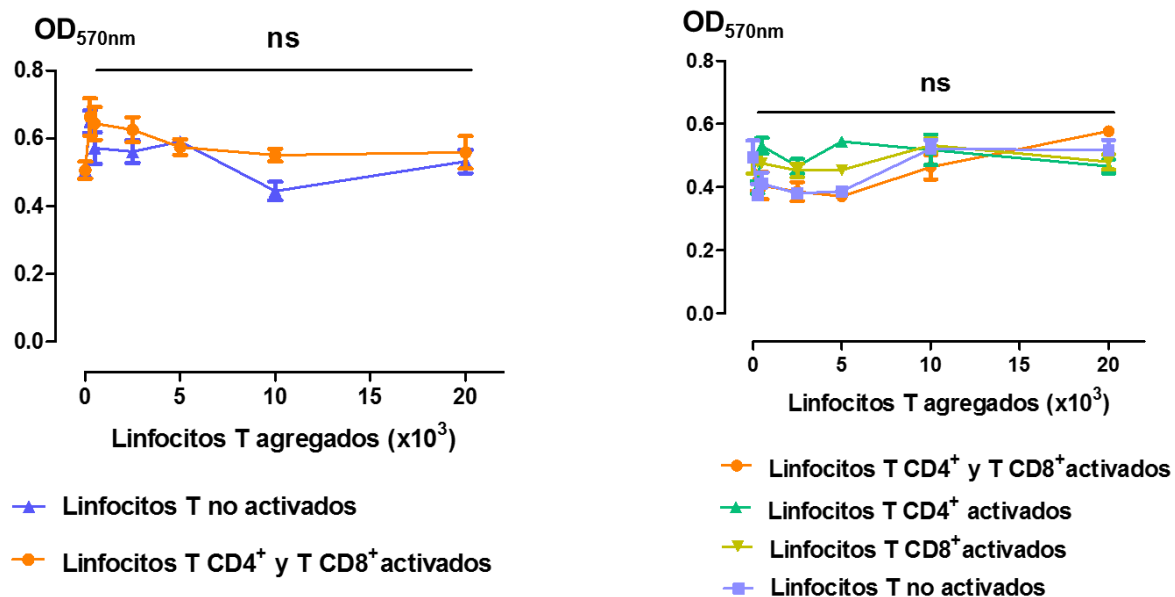 OD570nm
ns
0.8
0.6
0.4
0.2
0.0
0 5 10 15 20
Linfocitos T agregados (x10³)
Linfocitos T no activados
Linfocitos T CD4⁺ y T CD8⁺activados
OD570nm
ns
0.8
0.6
0.4
0.2
0.0
0 5 10 15 20
Linfocitos T agregados (x10³)
Linfocitos T CD4⁺ y T CD8⁺activados
Linfocitos T CD4⁺ activados
Linfocitos T CD8⁺activados
Linfocitos T no activados